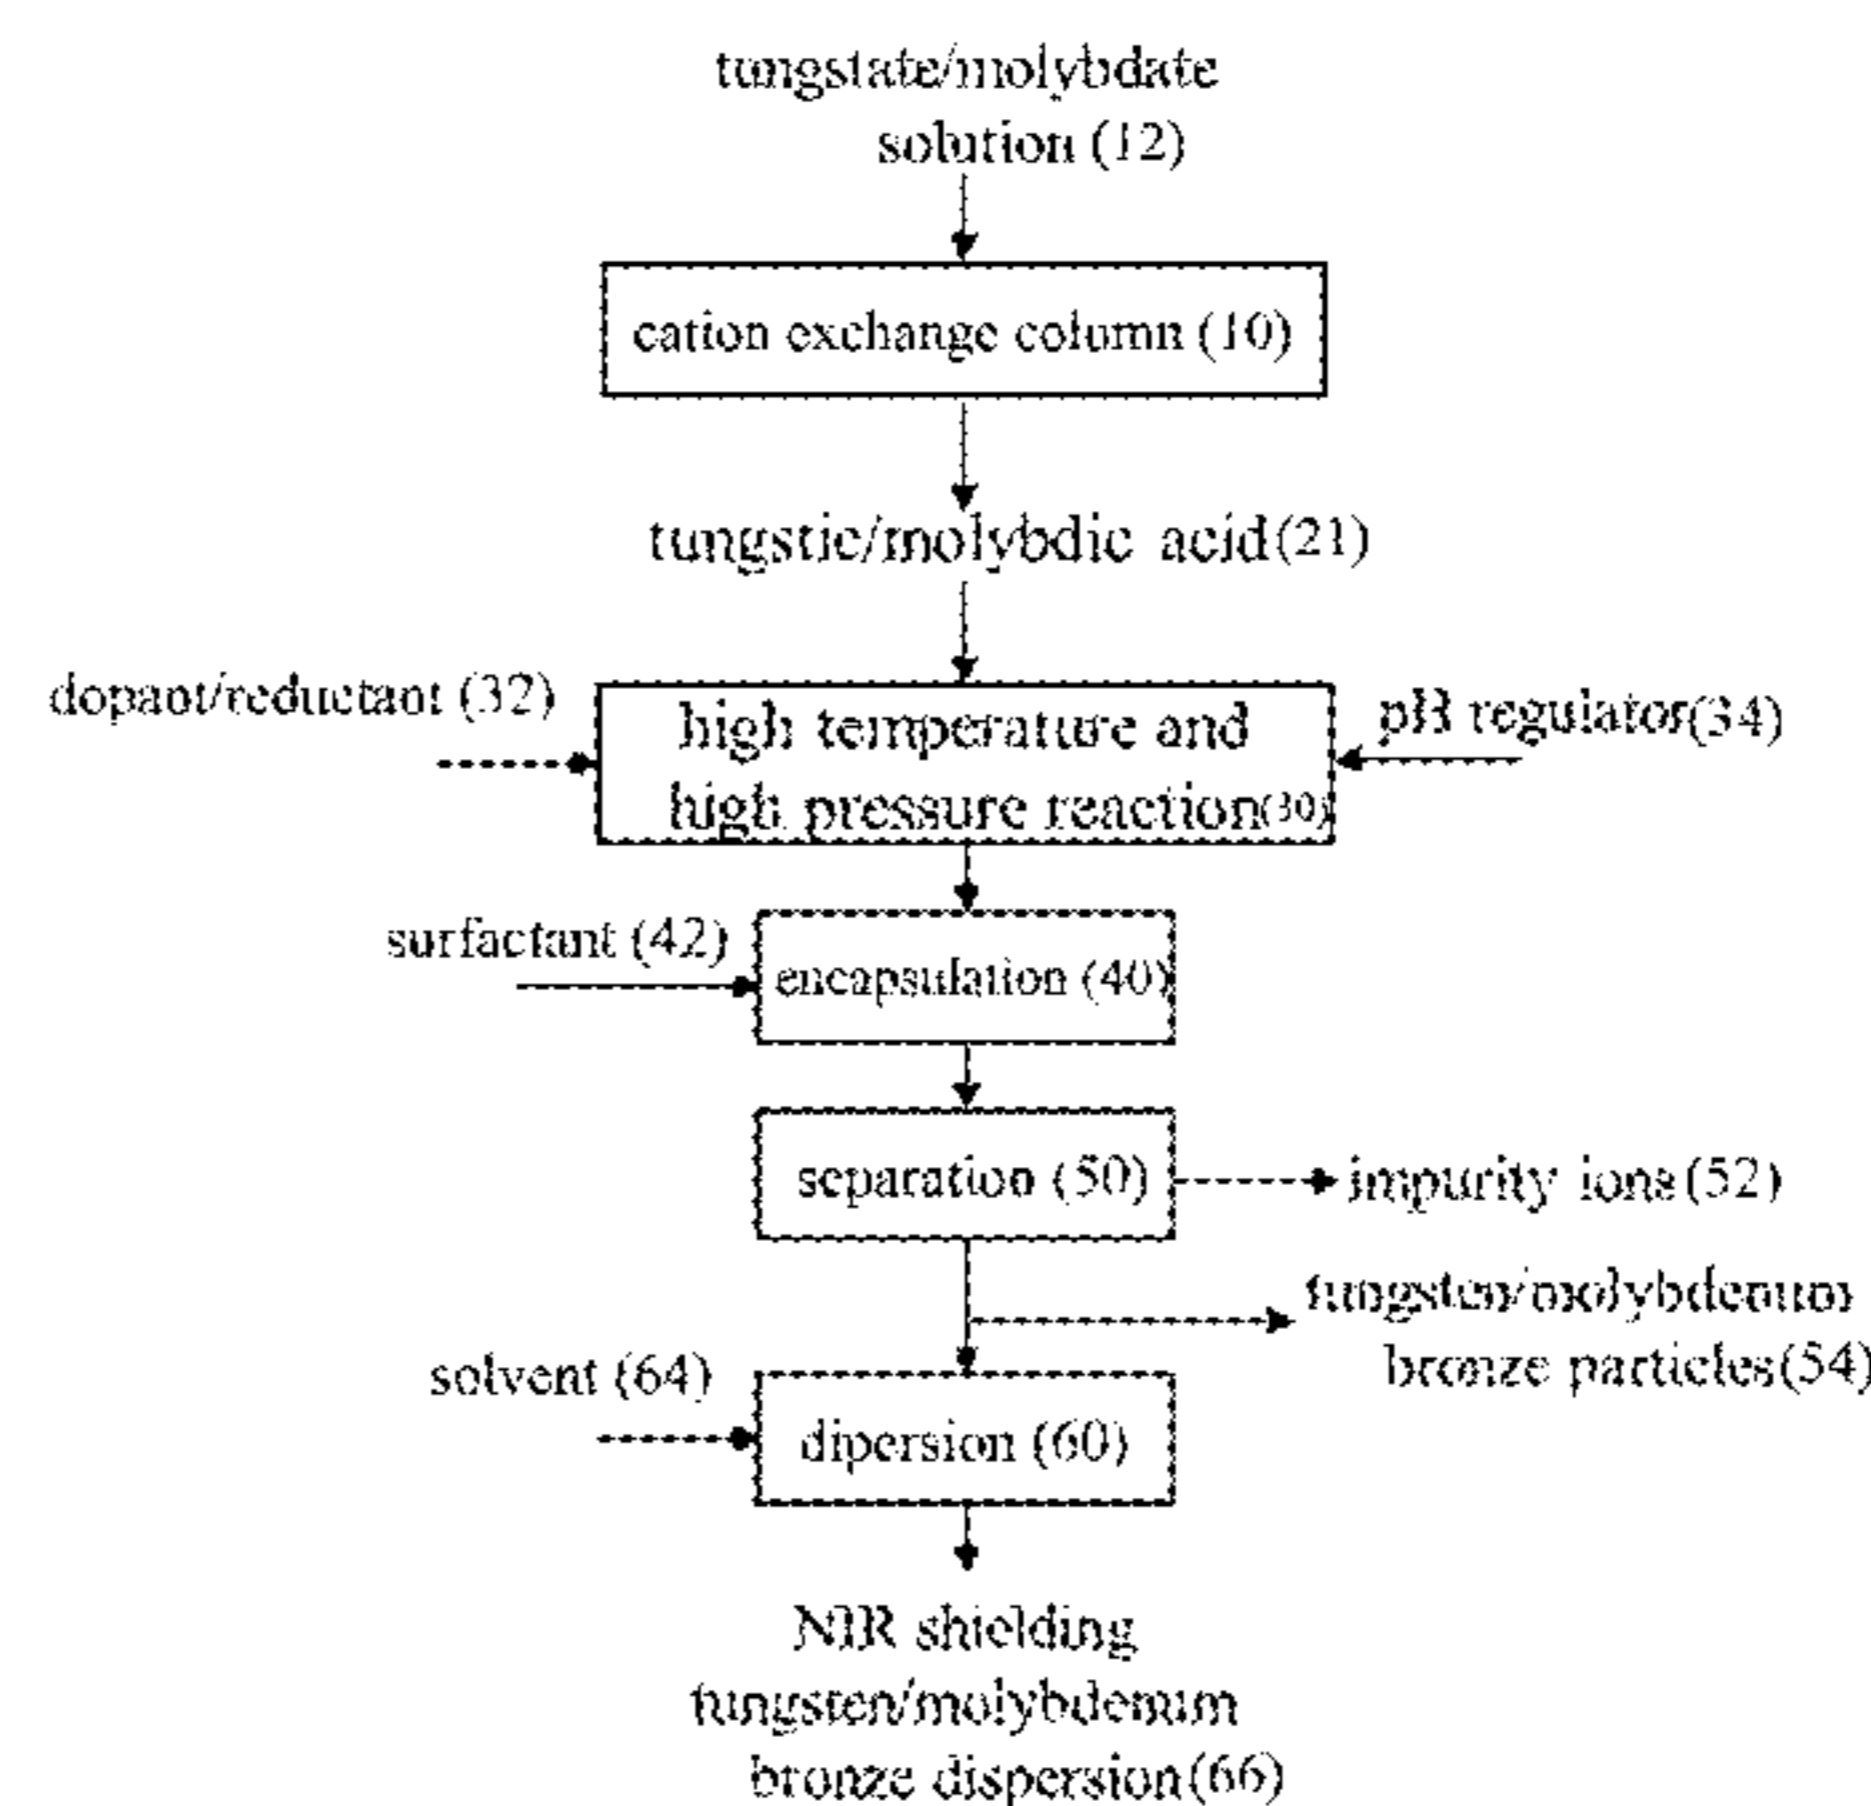 tungstate/molybdate
solution (12)
cation exchange column (10)
tungstic/molybdic acid(21)
dopant/reductant (32)
high temperature and
high pressure reaction(30)
pH regulator(34)
surfactant (42)
encapsulation (40)
separation (50)
impurity ions(52)
tungsten/molybdenum
bronze particles(54)
solvent (64)
dipersion (60)
NIR shielding
tungsten/molybdenum
bronze dispersion(66)